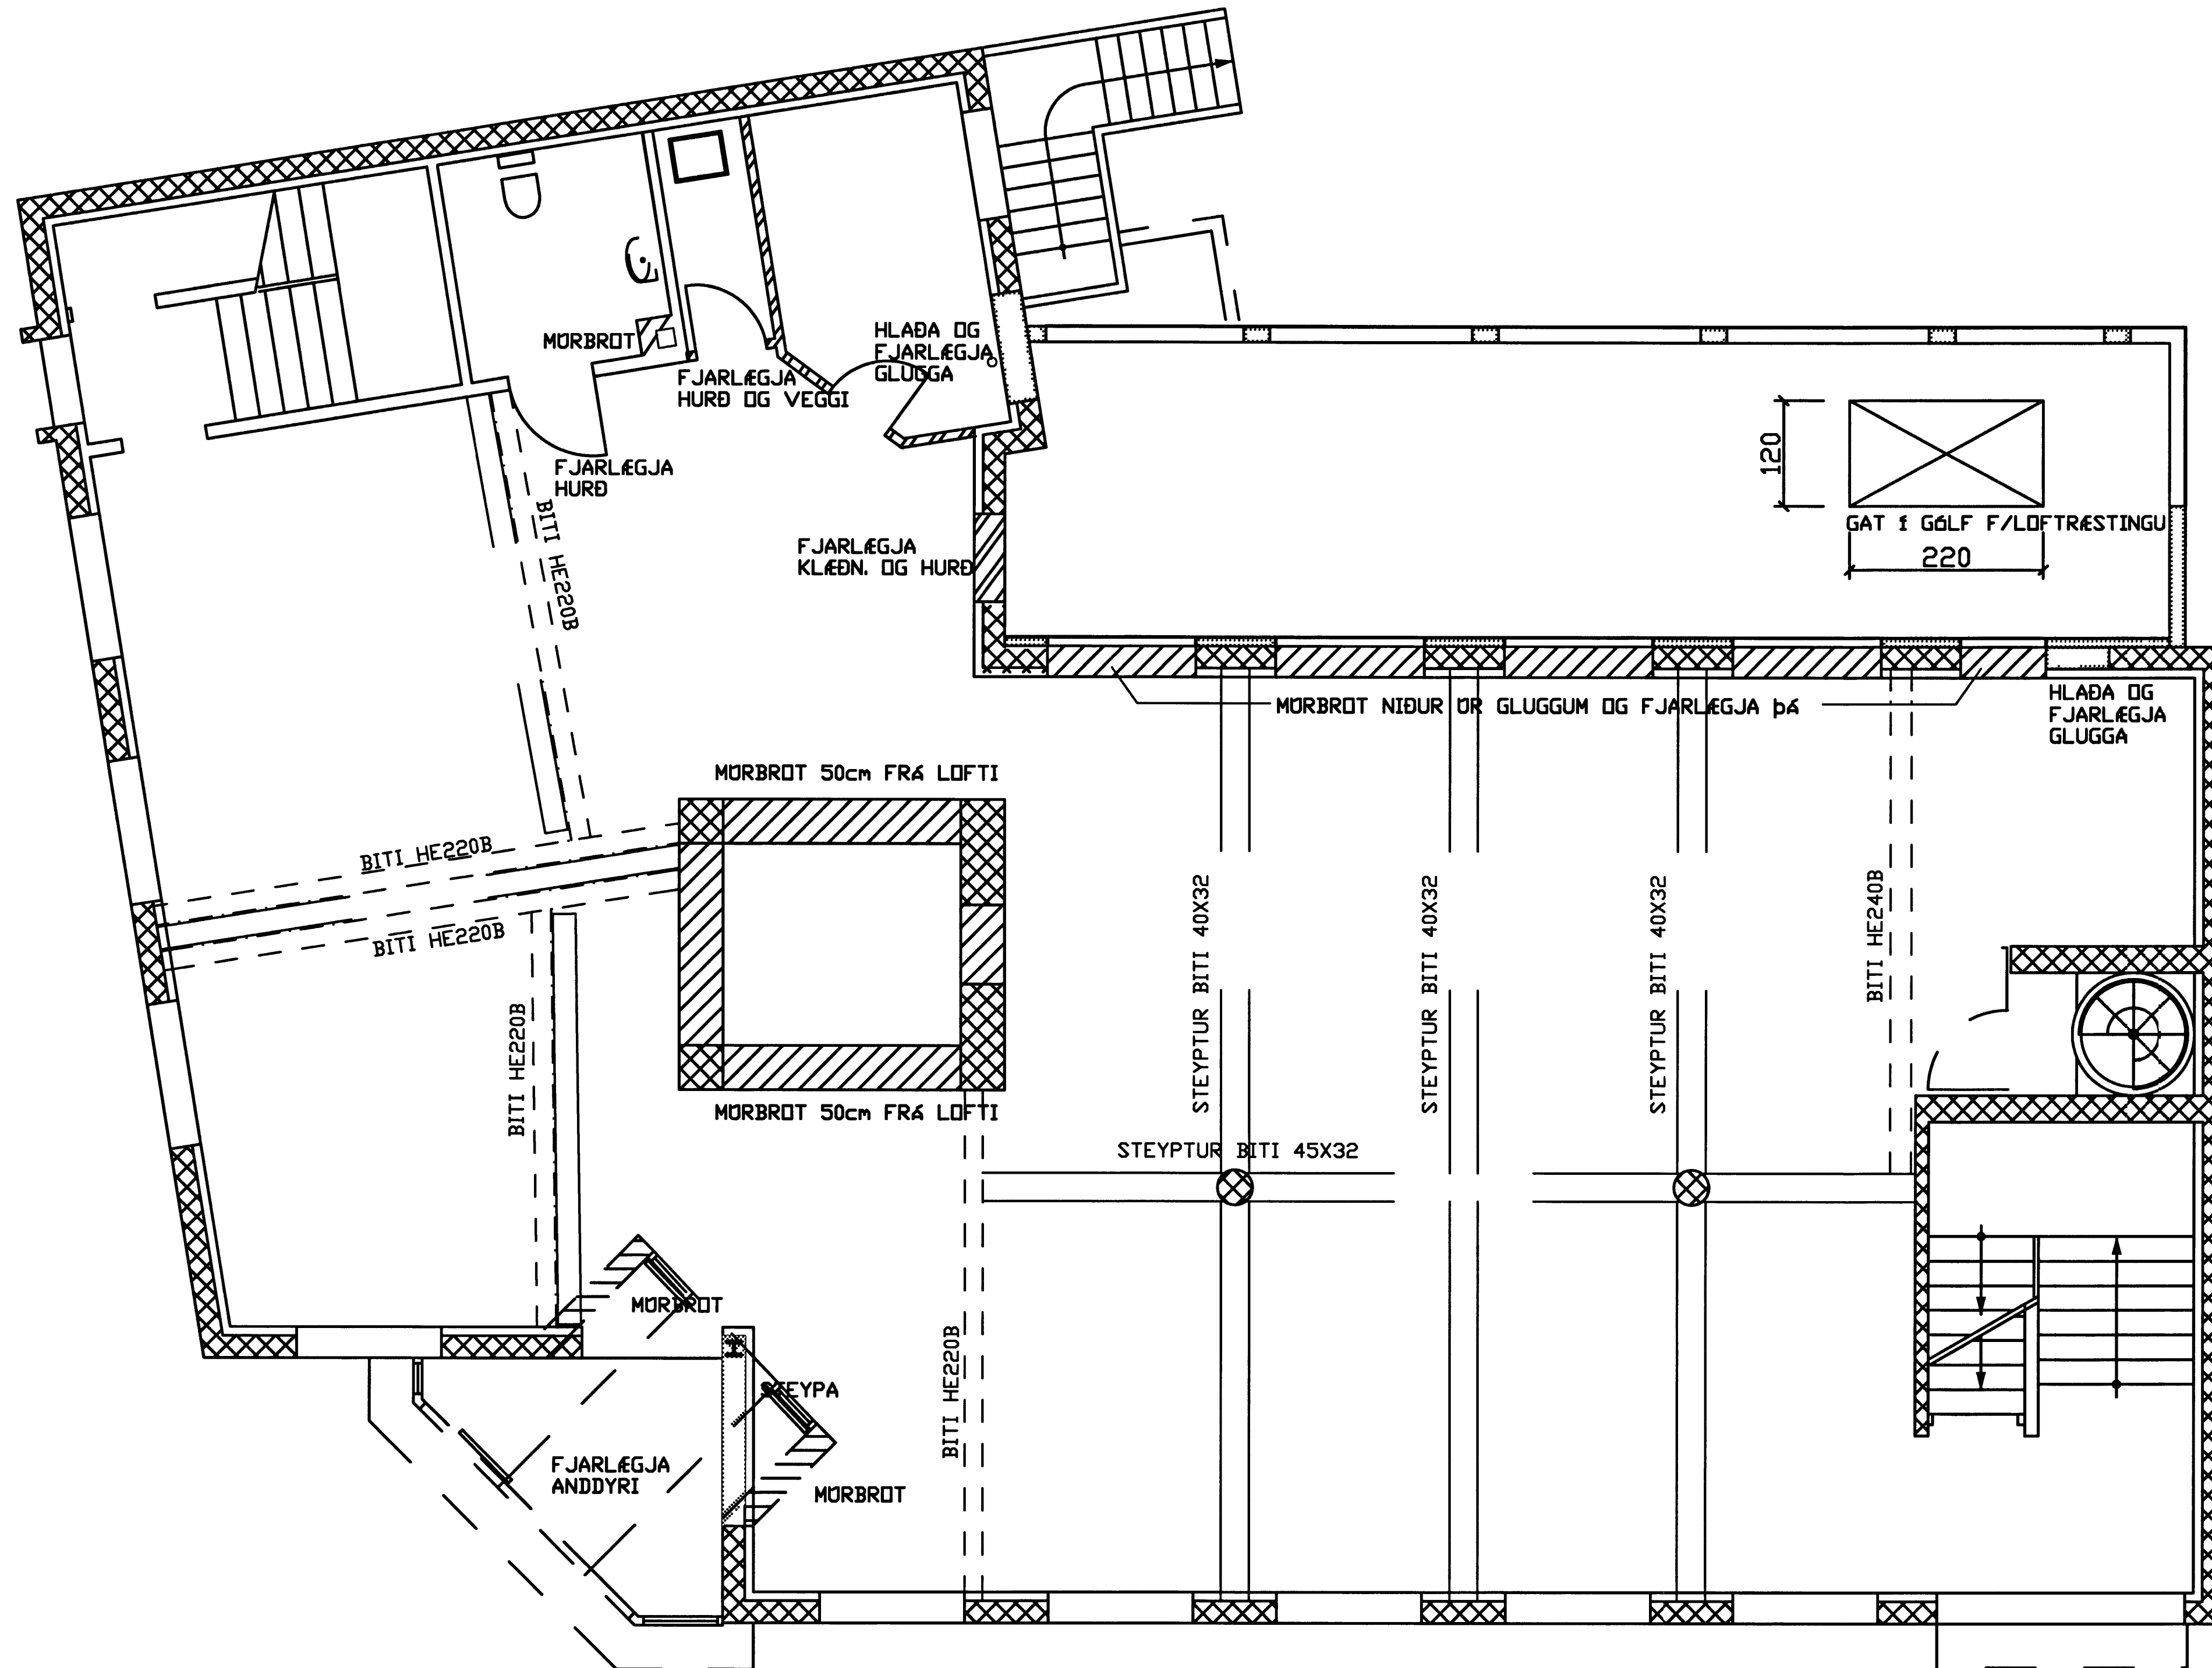 MÚRBROT
HLAÐA OG
FJARLÆGJA
GLUGGA
FJARLÆGJA
HURÐ OG VEGGI
FJARLÆGJA
HURÐ
BITI HE220B
FJARLÆGJA
KLÆÐN. OG HURÐ
120
GAT Í GÓLF F/LOFTRÆSTINGU
220
MÚRBROT NIÐUR ÚR GLUGGUM OG FJARLÆGJA ÞÁ
HLAÐA OG
FJARLÆGJA
GLUGGA
MÚRBROT 50cm FRÁ LOFTI
BITI HE220B
BITI HE220B
BITI HE220B
MÚRBROT 50cm FRÁ LOFTI
STEYPTUR BITI 40X32
STEYPTUR BITI 40X32
STEYPTUR BITI 40X32
BITI HE240B
STEYPTUR BITI 45X32
MÚRBROT
STEYPA
BITI HE220B
FJARLÆGJA
ANDDYRI
MÚRBROT